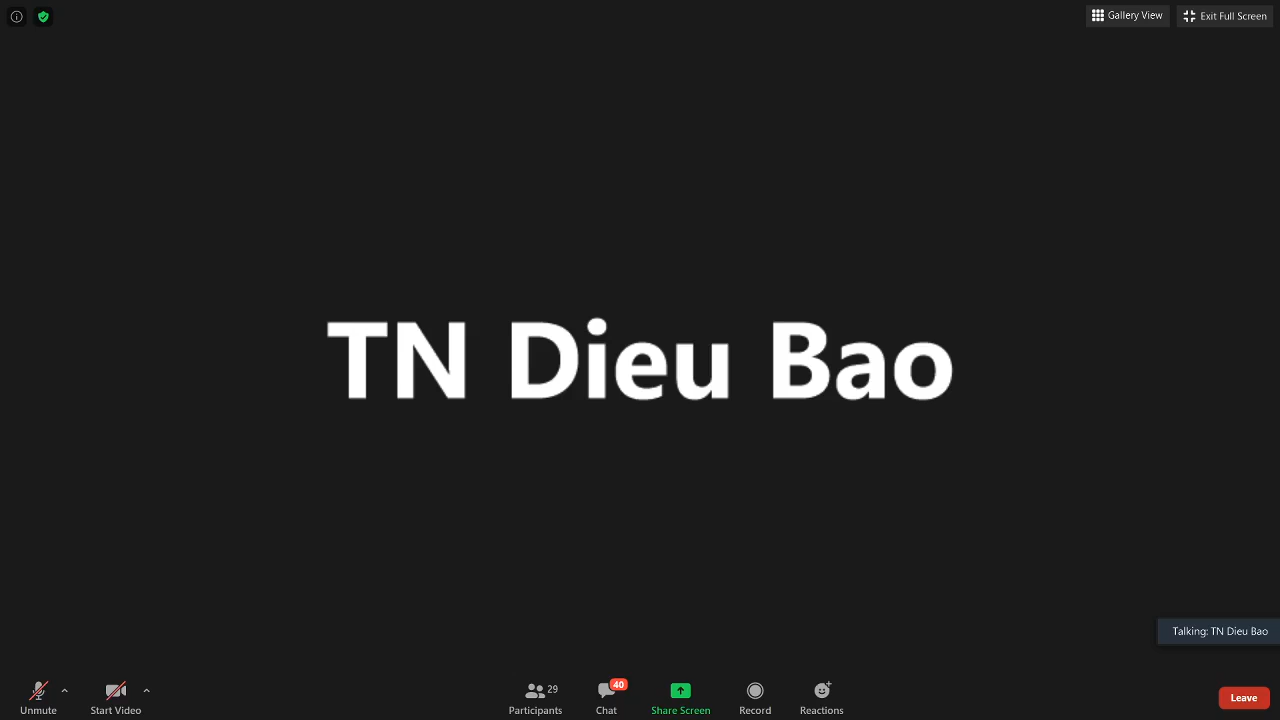 Gallery View
Exit Full Screen
TN Dieu Bao
Talking: TN Dieu Bao
Unmute
Start Video
29
Participants
40
Chat
Share Screen
Record
Reactions
Leave